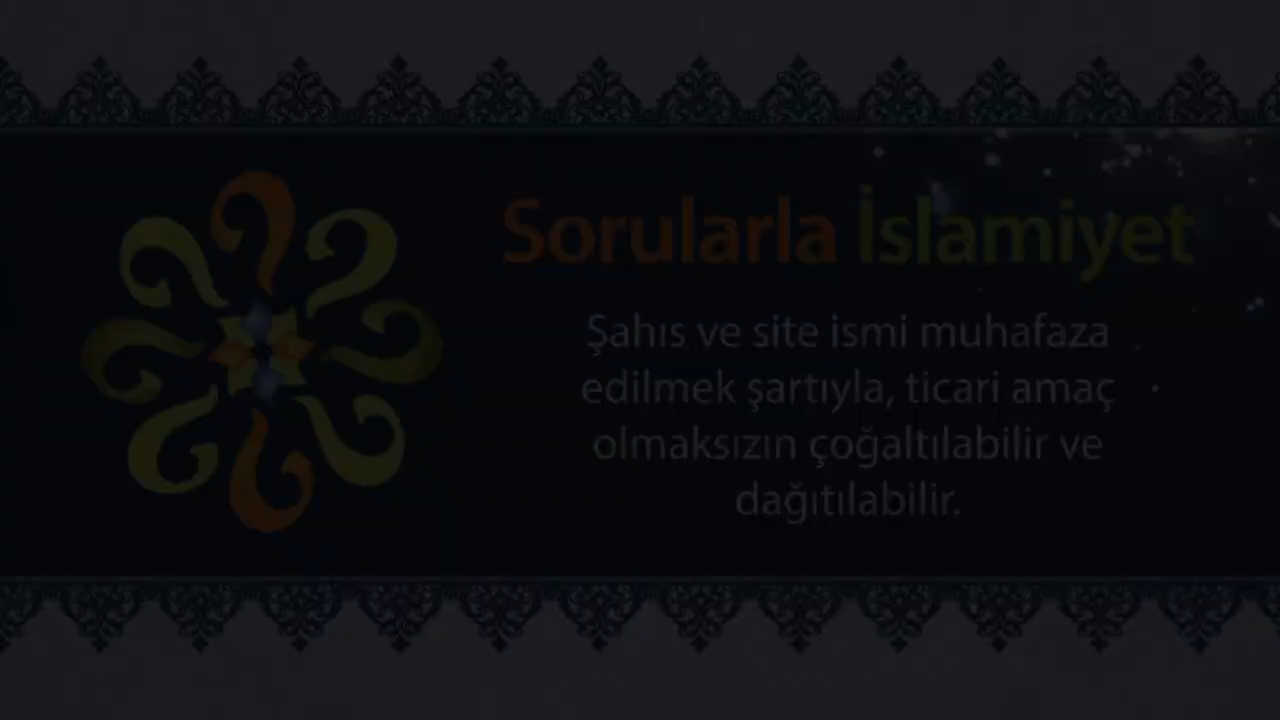 Sorularla İslamiyet
Şahıs ve site ismi muhafaza
edilmek şartıyla, ticari amaç
olmaksızın çoğaltılabilir ve
dağıtılabilir.